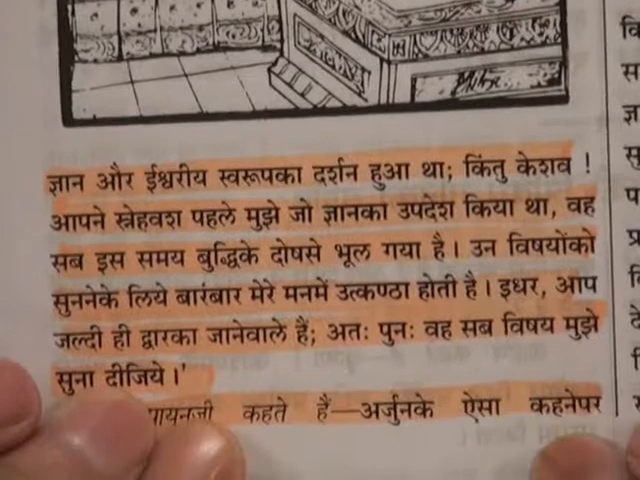 ज्ञान और ईश्वरीय स्वरूपका दर्शन हुआ था; किंतु केशव !
आपने स्नेहवश पहले मुझे जो ज्ञानका उपदेश किया था, वह
सब इस समय बुद्धिके दोषसे भूल गया है। उन विषयोंको
सुननेके लिये बारंबार मेरे मनमें उत्कण्ठा होती है। इधर, आप
जल्दी ही द्वारका जानेवाले हैं; अतः पुनः वह सब विषय मुझे
सुना दीजिये।'
पायनजी कहते हैं—अर्जुनके ऐसा कहनेपर